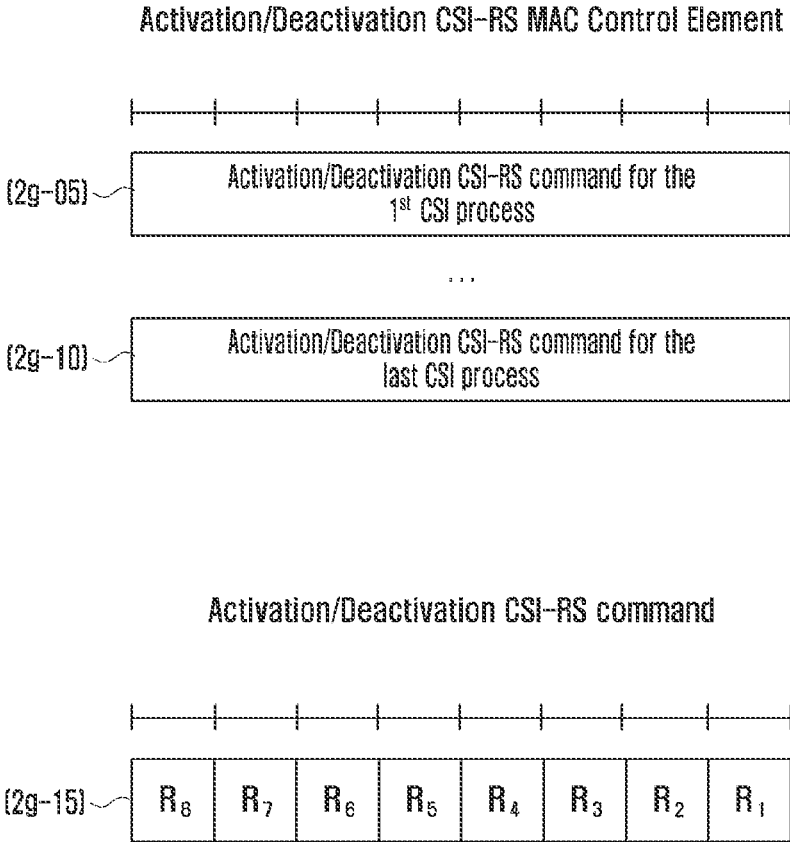 Activation/Deactivation CSI-RS MAC Control Element
(2g-05)
Activation/Deactivation CSI-RS command for the
1st CSI process
...
(2g-10)
Activation/Deactivation CSI-RS command for the
last CSI process
Activation/Deactivation CSI-RS command
(2g-15)
R8 R7 R6 R5 R4 R3 R2 R1